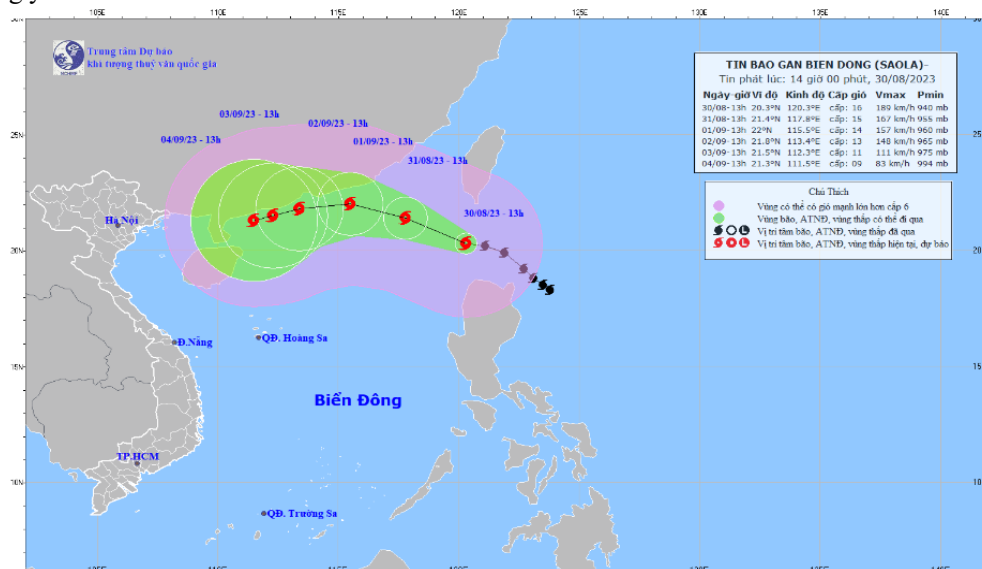 105E
110E
115E
120E
125E
130E
135E
140E
Trung tâm Dự báo
khí tượng thuỷ văn quốc gia
TIN BAO GAN BIEN DONG (SAOLA)-
Tin phát lúc: 14 giờ 00 phút, 30/08/2023
Ngày-giờ Vĩ độ Kinh độ Cấp gió Vmax Pmin
30/08-13h 20.3°N 120.3°E cấp: 16 189 km/h 940 mb
31/08-13h 21.4°N 117.8°E cấp: 15 167 km/h 955 mb
01/09-13h 22°N 115.5°E cấp: 14 157 km/h 960 mb
02/09-13h 21.8°N 113.4°E cấp: 13 148 km/h 965 mb
03/09-13h 21.5°N 112.3°E cấp: 11 111 km/h 975 mb
04/09-13h 21.3°N 111.5°E cấp: 09 83 km/h 994 mb
03/09/23 - 13h
02/09/23 - 13h
04/09/23 - 13h
01/09/23 - 13h
31/08/23 - 13h
30/08/23 - 13h
25N
Chú Thích
Vùng có thể có gió mạnh lớn hơn cấp 6
Vùng bão, ATNĐ, vùng thấp có thể đi qua
Vị trí tâm bão, ATNĐ, vùng thấp đã qua
Vị trí tâm bão, ATNĐ, vùng thấp hiện tại, dự báo
Hà Nội
20N
Đ.Nẵng
QĐ. Hoàng Sa
15N
Biển Đông
TP.HCM
10N
QĐ. Trường Sa